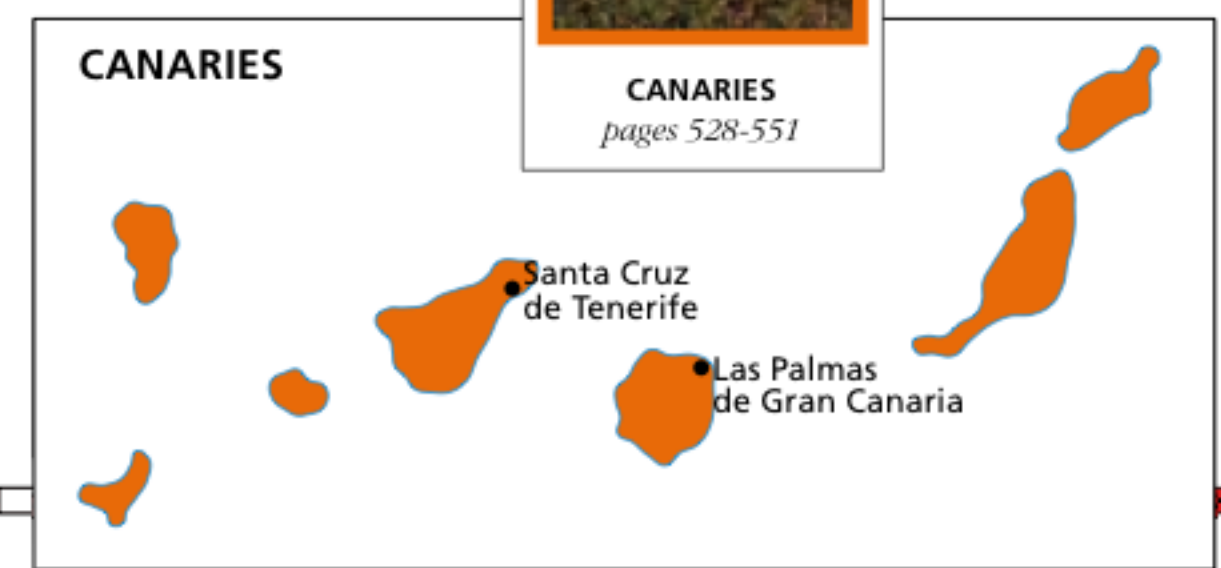 CANARIES
CANARIES
pages 528-551
Santa Cruz
de Tenerife
Las Palmas
de Gran Canaria